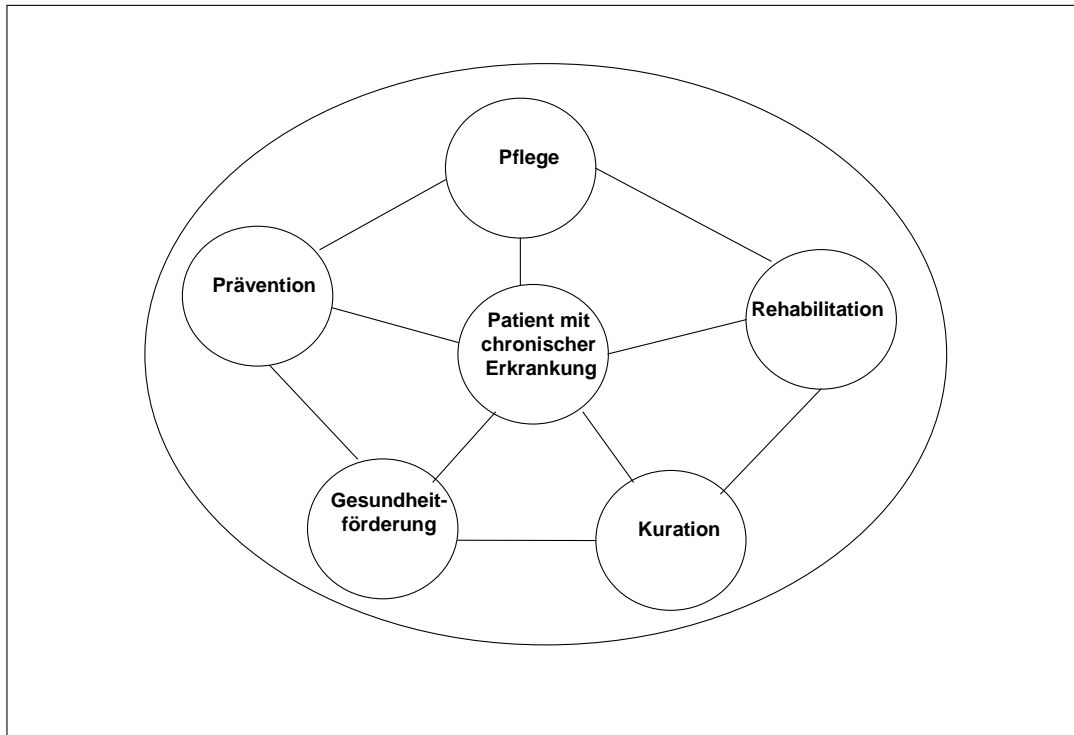 Pflege
Prävention
Rehabilitation
Patient mit
chronischer
Erkrankung
Gesundheit-
förderung
Kuration